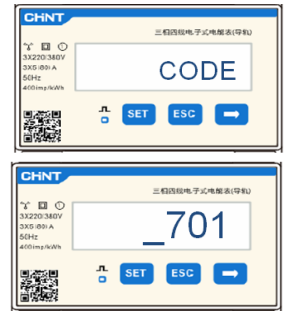 CHNT
三相四线电子式电能表(导轨)
3X220/380V
3X5(80)A
50Hz
400imp/kWh
CODE
SET
ESC
CHNT
三相四线电子式电能表(导轨)
3X220/380V
3X5(80)A
50Hz
400imp/kWh
_701
SET
ESC